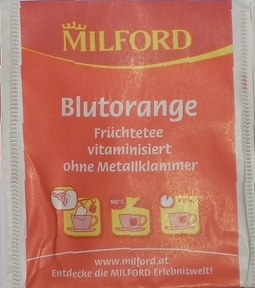 MILFORD
Blutorange
Früchtetee
vitaminisiert
ohne Metallklammer
100°C
www.milford.at
Entdecke die MILFORD Erlebniswelt!